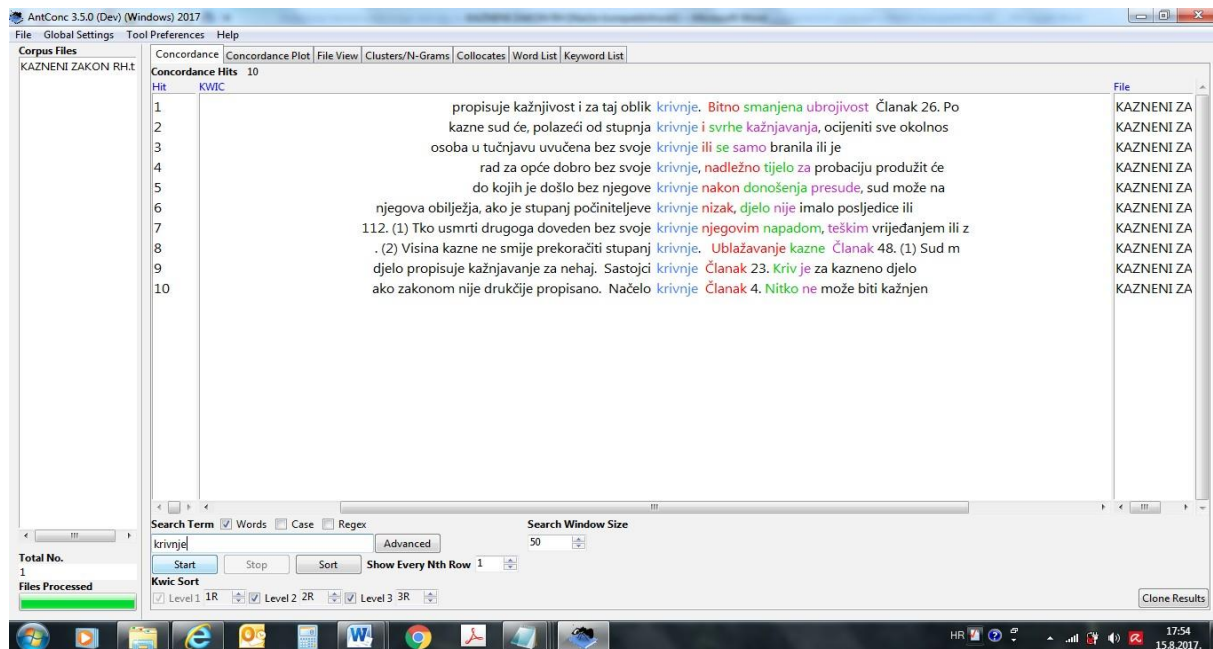 AntConc 3.5.0 (Dev) (Windows) 2017
File Global Settings Tool Preferences Help
Corpus Files
KAZNENI ZAKON RH.t
Concordance Concordance Plot File View Clusters/N-Grams Collocates Word List Keyword List
Concordance Hits 10
Hit KWIC File
1 propisuje kažnjivost i za taj oblik krivnje. Bitno smanjena ubrojivost Članak 26. Po KAZNENI ZA
2 kazne sud će, polazeći od stupnja krivnje i svrhe kažnjavanja, ocijeniti sve okolnos KAZNENI ZA
3 osoba u tučnjavu uvučena bez svoje krivnje ili se samo branila ili je KAZNENI ZA
4 rad za opće dobro bez svoje krivnje, nadležno tijelo za probaciju produžit će KAZNENI ZA
5 do kojih je došlo bez njegove krivnje nakon donošenja presude, sud može na KAZNENI ZA
6 njegova obilježja, ako je stupanj počiniteljeve krivnje nizak, djelo nije imalo posljedice ili KAZNENI ZA
7 112. (1) Tko usmrti drugoga doveden bez svoje krivnje njegovim napadom, teškim vrijeđanjem ili z KAZNENI ZA
8 . (2) Visina kazne ne smije prekoračiti stupanj krivnje. Ublažavanje kazne Članak 48. (1) Sud m KAZNENI ZA
9 djelo propisuje kažnjavanje za nehaj. Sastojci krivnje Članak 23. Kriv je za kazneno djelo KAZNENI ZA
10 ako zakonom nije drukčije propisano. Načelo krivnje Članak 4. Nitko ne može biti kažnjen KAZNENI ZA
Search Term Words Case Regex Search Window Size
krivnje Advanced 50
Start Stop Sort Show Every Nth Row 1
Kwic Sort
Level 1 1R Level 2 2R Level 3 3R
Total No.
1
Files Processed
Clone Results
HR 17:54
15.8.2017.